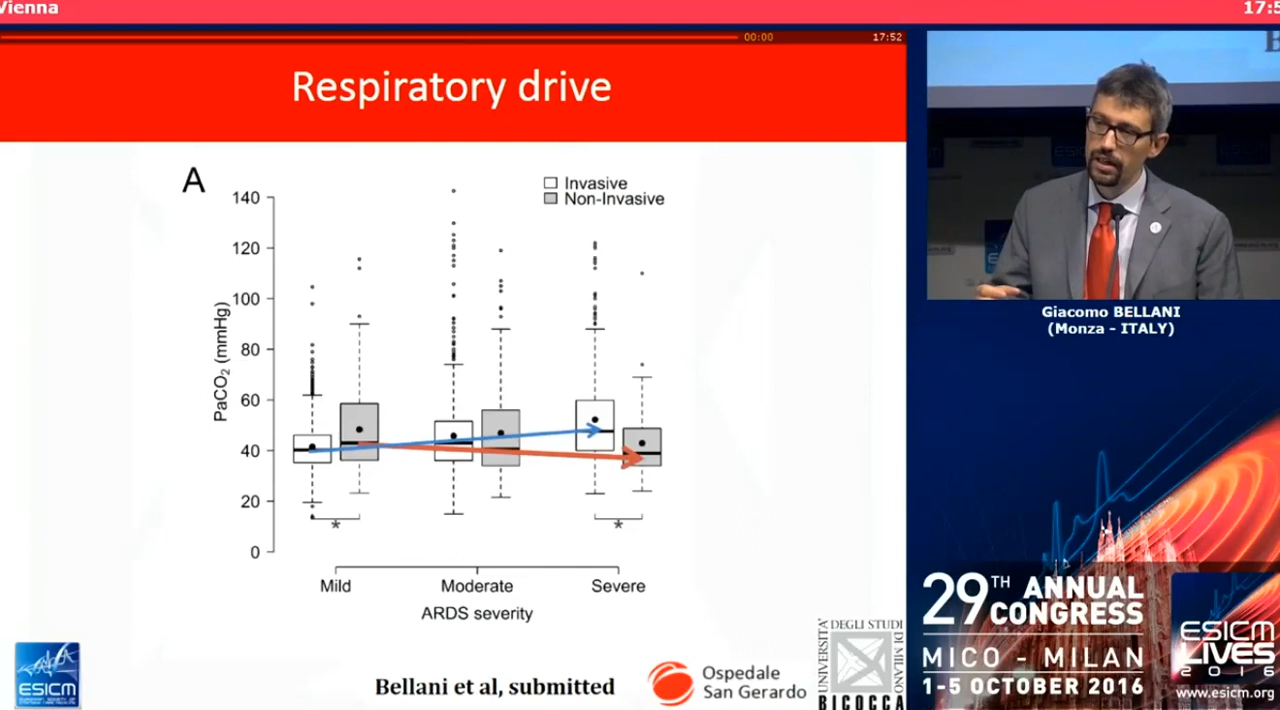 Vienna
17:5
00:00
17:52
Respiratory drive
A
Invasive
Non-Invasive
140
120
100
80
60
40
20
0
PaCO₂ (mmHg)
*
*
Mild
Moderate
Severe
ARDS severity
ESICM
Bellani et al, submitted
Ospedale
San Gerardo
UNIVERSITA'
DEGLI STUDI
DI MILANO
BICOCCA
Giacomo BELLANI
(Monza - ITALY)
29TH ANNUAL
CONGRESS
MICO - MILAN
1-5 OCTOBER 2016
ESICM
LIVES
2016
www.esicm.org